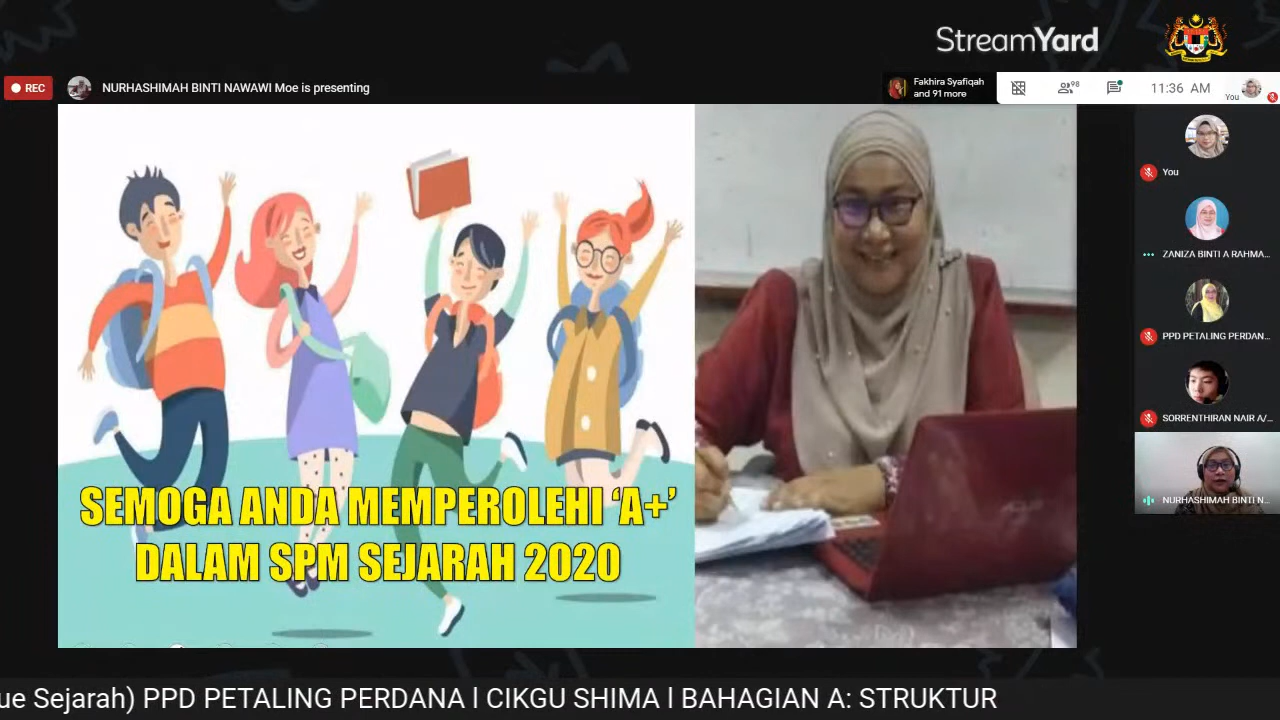 StreamYard
REC
NURHASHIMAH BINTI NAWAWI Moe is presenting
Fakhira Syafiqah
and 91 more
98
11:36 AM
You
You
ZANIZA BINTI A RAHMA...
PPD PETALING PERDAN...
SORRENTHIRAN NAIR A/...
NURHASHIMAH BINTI N...
SEMOGA ANDA MEMPEROLEHI 'A+'
DALAM SPM SEJARAH 2020
ue Sejarah) PPD PETALING PERDANA l CIKGU SHIMA l BAHAGIAN A: STRUKTUR